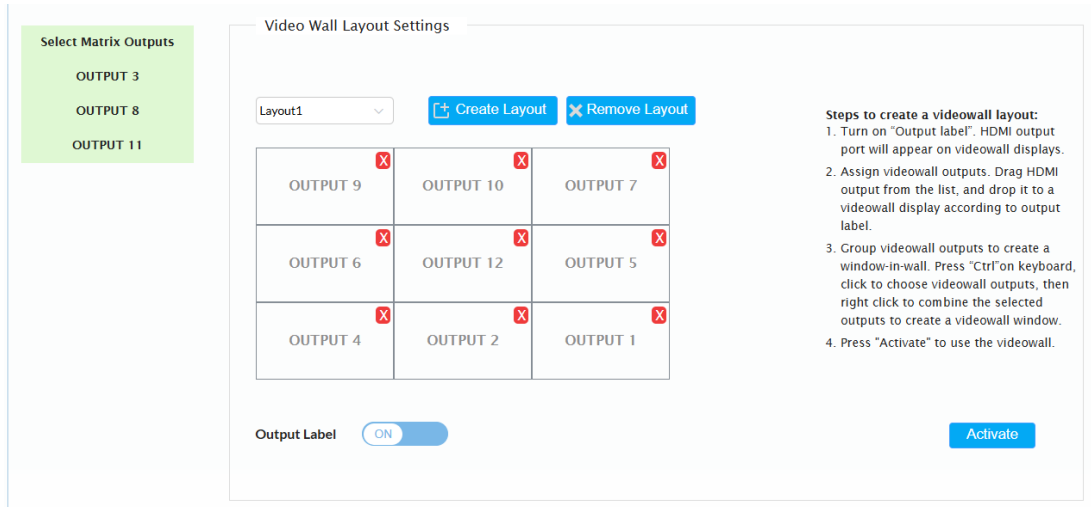 Video Wall Layout Settings
Select Matrix Outputs
OUTPUT 3
OUTPUT 8
OUTPUT 11
Layout1
Create Layout
X Remove Layout
X
X
X
OUTPUT 9
OUTPUT 10
OUTPUT 7
X
X
X
OUTPUT 6
OUTPUT 12
OUTPUT 5
X
X
X
OUTPUT 4
OUTPUT 2
OUTPUT 1
Output Label
ON
Steps to create a videowall layout:
1. Turn on “Output label”. HDMI output
port will appear on videowall displays.
2. Assign videowall outputs. Drag HDMI
output from the list, and drop it to a
videowall display according to output
label.
3. Group videowall outputs to create a
window-in-wall. Press “Ctrl”on keyboard,
click to choose videowall outputs, then
right click to combine the selected
outputs to create a videowall window.
4. Press “Activate” to use the videowall.
Activate